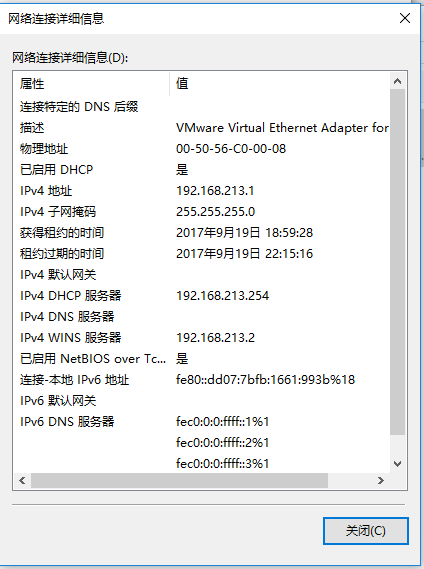 网络连接详细信息
网络连接详细信息(D):
属性 值
连接特定的 DNS 后缀
描述 VMware Virtual Ethernet Adapter for
物理地址 00-50-56-C0-00-08
已启用 DHCP 是
IPv4 地址 192.168.213.1
IPv4 子网掩码 255.255.255.0
获得租约的时间 2017年9月19日 18:59:28
租约过期的时间 2017年9月19日 22:15:16
IPv4 默认网关
IPv4 DHCP 服务器 192.168.213.254
IPv4 DNS 服务器
IPv4 WINS 服务器 192.168.213.2
已启用 NetBIOS over Tc... 是
连接-本地 IPv6 地址 fe80::dd07:7bfb:1661:993b%18
IPv6 默认网关
IPv6 DNS 服务器 fec0:0:0:ffff::1%1
fec0:0:0:ffff::2%1
fec0:0:0:ffff::3%1
关闭(C)